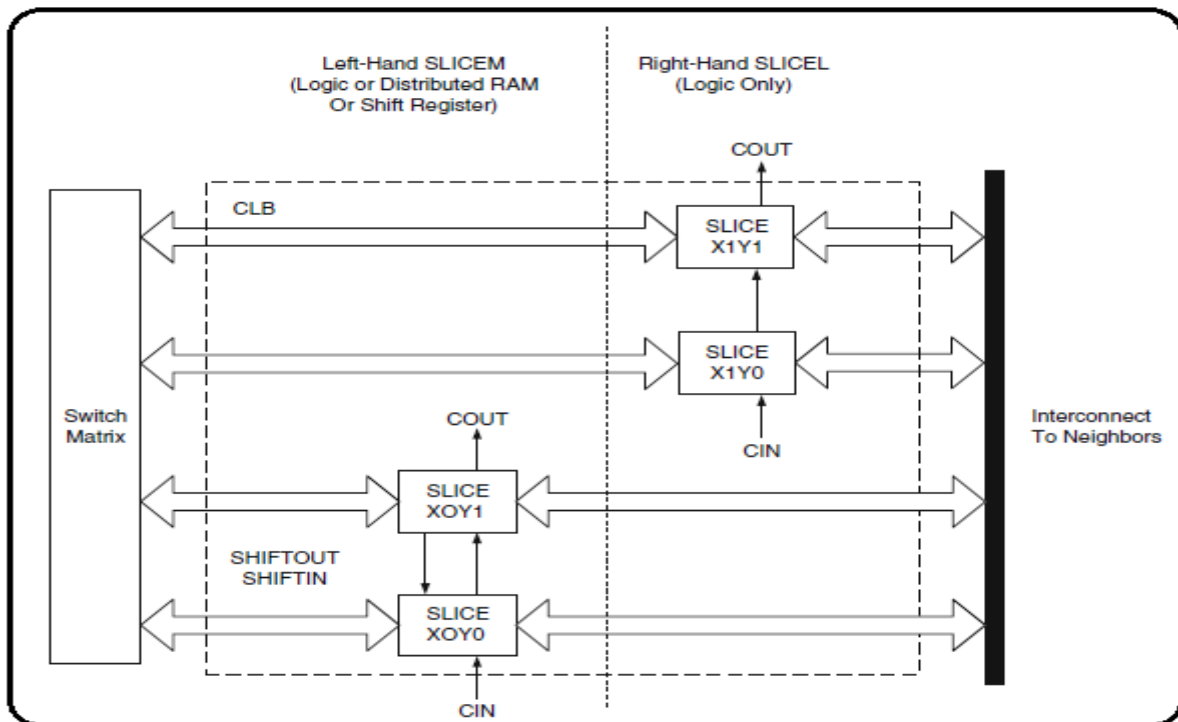 Left-Hand SLICEM
(Logic or Distributed RAM
Or Shift Register)
Right-Hand SLICEL
(Logic Only)
COUT
CLB
SLICE
X1Y1
SLICE
X1Y0
Switch
Matrix
COUT
CIN
Interconnect
To Neighbors
SLICE
XOY1
SHIFTOUT
SHIFTIN
SLICE
XOY0
CIN